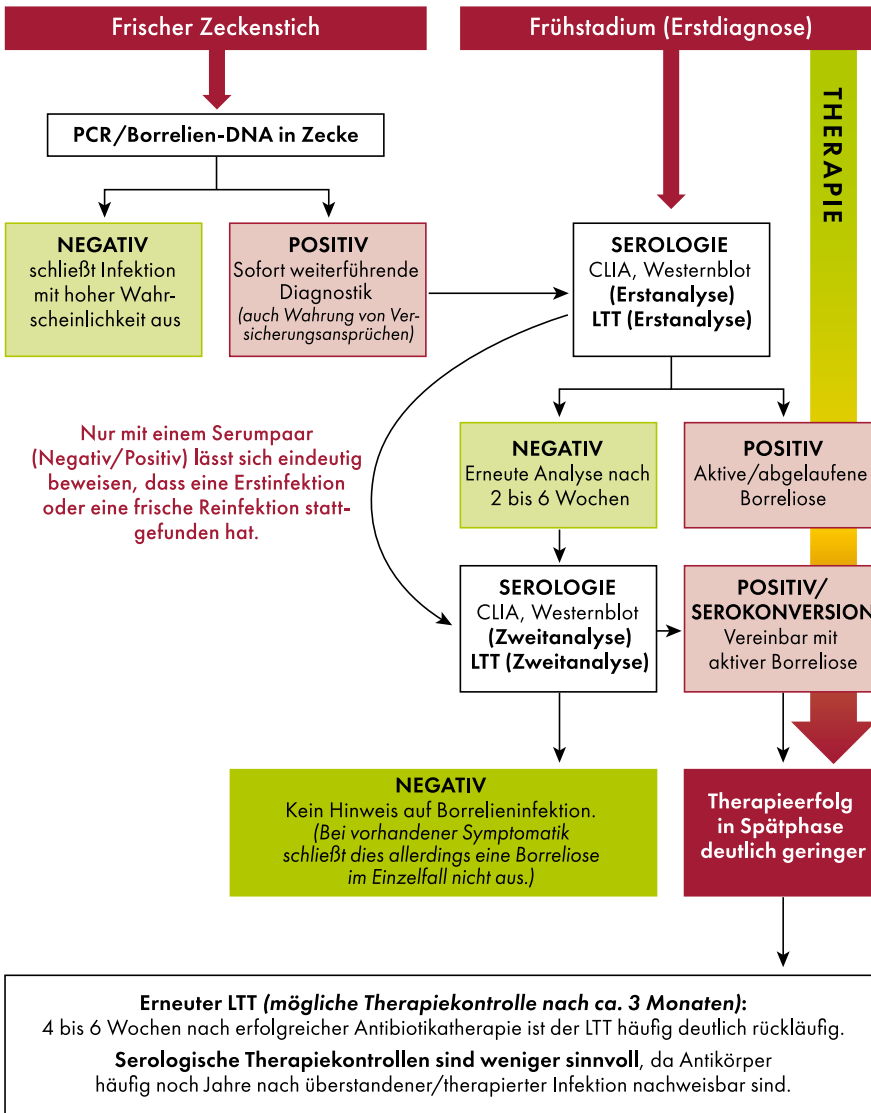 Frischer Zeckenstich
Frühstadium (Erstdiagnose)
THERAPIE
PCR/Borrelien-DNA in Zecke
NEGATIV
schließt Infektion
mit hoher Wahr-
scheinlichkeit aus
POSITIV
Sofort weiterführende
Diagnostik
(auch Wahrung von Ver-
sicherungsansprüchen)
SEROLOGIE
CLIA, Westernblot
(Erstanalyse)
LTT (Erstanalyse)
Nur mit einem Serumpaar
(Negativ/Positiv) lässt sich eindeutig
beweisen, dass eine Erstinfektion
oder eine frische Reinfektion statt-
gefunden hat.
NEGATIV
Erneute Analyse nach
2 bis 6 Wochen
POSITIV
Aktive/abgelaufene
Borreliose
SEROLOGIE
CLIA, Westernblot
(Zweitanalyse)
LTT (Zweitanalyse)
POSITIV/
SEROKONVERSION
Vereinbar mit
aktiver Borreliose
NEGATIV
Kein Hinweis auf Borrelieninfektion.
(Bei vorhandener Symptomatik
schließt dies allerdings eine Borreliose
im Einzelfall nicht aus.)
Therapieerfolg
in Spätphase
deutlich geringer
Erneuter LTT (mögliche Therapiekontrolle nach ca. 3 Monaten):
4 bis 6 Wochen nach erfolgreicher Antibiotikatherapie ist der LTT häufig deutlich rückläufig.
Serologische Therapiekontrollen sind weniger sinnvoll, da Antikörper
häufig noch Jahre nach überstandener/therapierter Infektion nachweisbar sind.